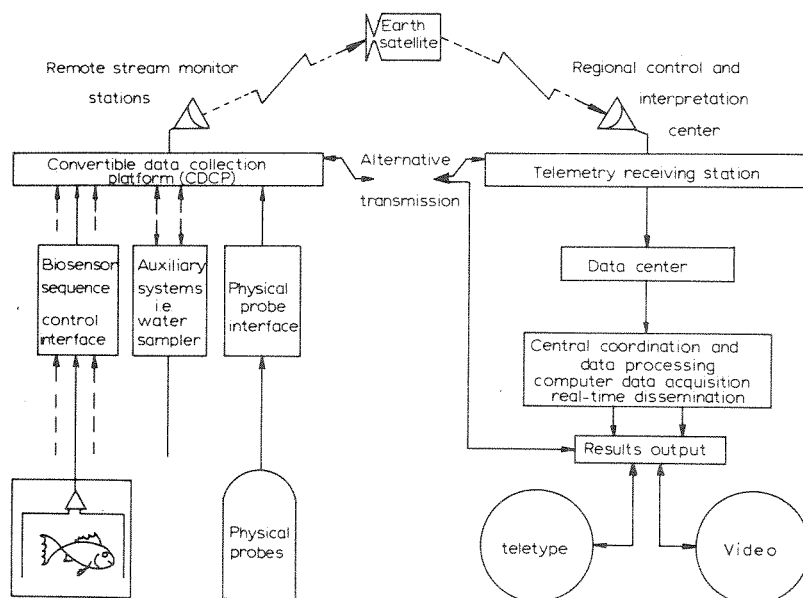 Earth
satellite
Remote stream monitor
stations
Regional control and
interpretation
center
Convertible data collection
platform (CDCP)
Alternative
transmission
Telemetry receiving station
Biosensor
sequence
control
interface
Auxiliary
systems
i.e
water
sampler
Physical
probe
interface
Data center
Central coordination and
data processing
computer data acquisition
real-time dissemination
Results output
Physical
probes
teletype
Video